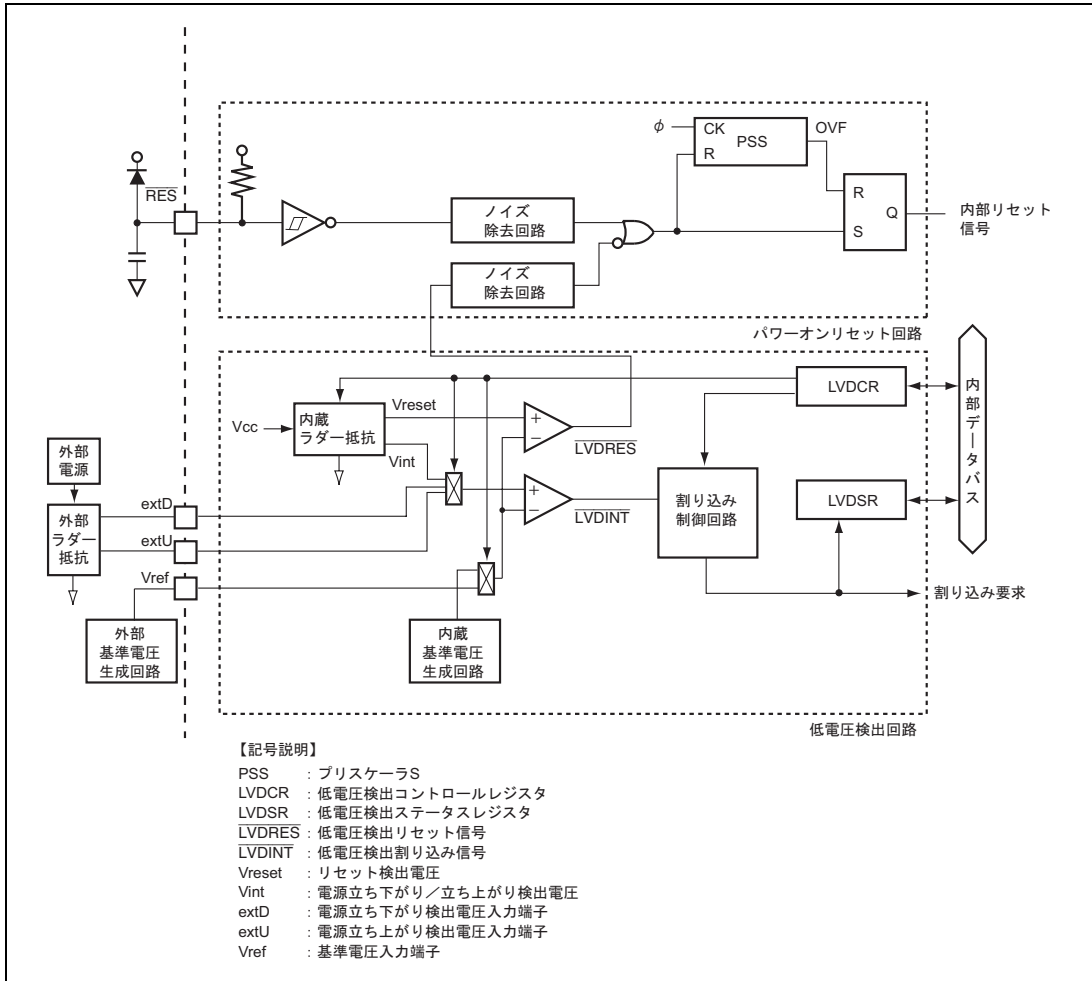 φ
CK
PSS
R
OVF
RES
ノイズ
除去回路
R
Q
S
内部リセット
信号
ノイズ
除去回路
パワーオンリセット回路
LVDCR
内部データバス
Vreset
Vcc
内蔵
ラダー抵抗
+
−
LVDRES
Vint
外部
電源
+
−
LVDINT
割り込み
制御回路
LVDSR
extD
外部
ラダー
抵抗
extU
Vref
割り込み要求
外部
基準電圧
生成回路
内蔵
基準電圧
生成回路
低電圧検出回路
【記号説明】
PSS : プリスケーラS
LVDCR : 低電圧検出コントロールレジスタ
LVDSR : 低電圧検出ステータスレジスタ
LVDRES : 低電圧検出リセット信号
LVDINT : 低電圧検出割り込み信号
Vreset : リセット検出電圧
Vint : 電源立ち下がり／立ち上がり検出電圧
extD : 電源立ち下がり検出電圧入力端子
extU : 電源立ち上がり検出電圧入力端子
Vref : 基準電圧入力端子